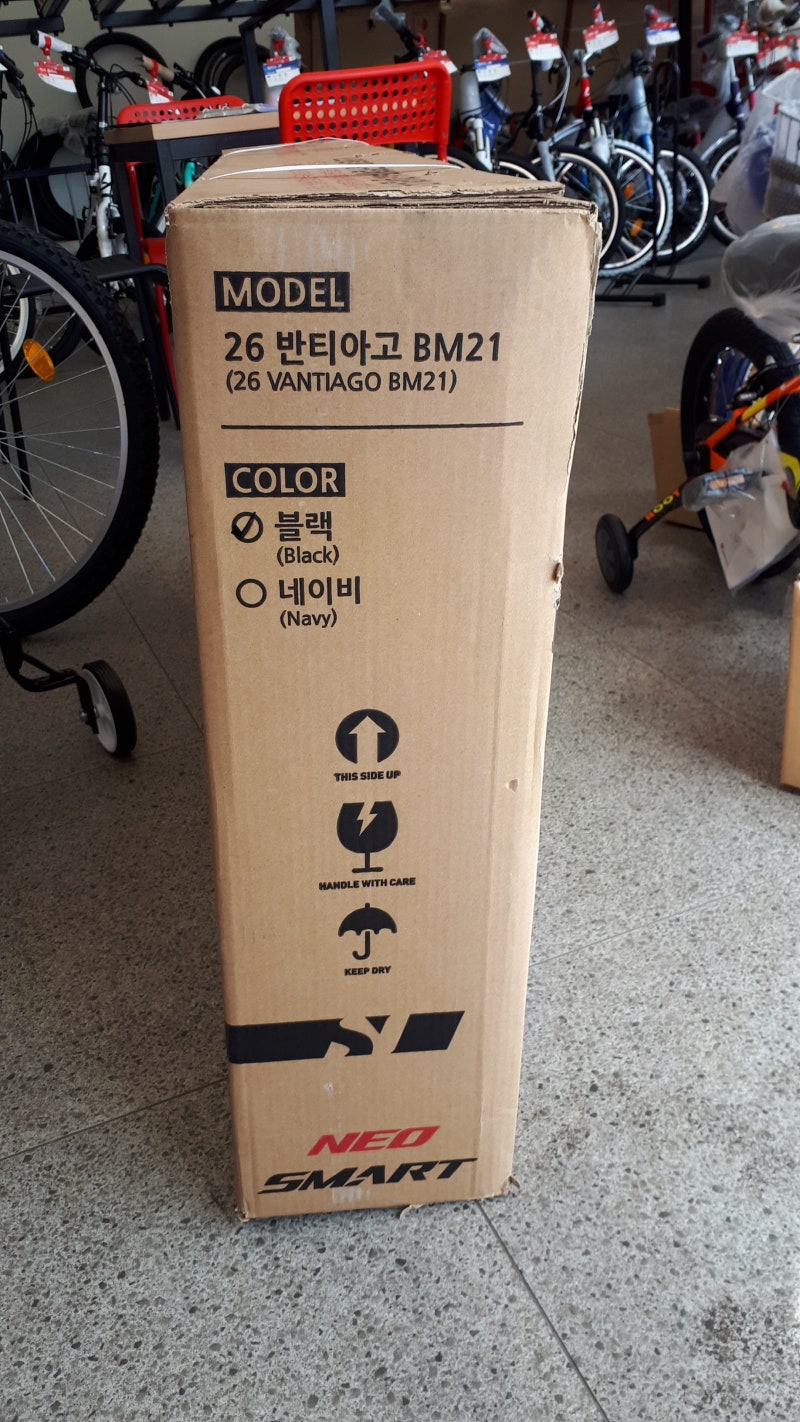 MODEL
26 반티아고 BM21
(26 VANTIAGO BM21)
COLOR
블랙
(Black)
네이비
(Navy)
THIS SIDE UP
HANDLE WITH CARE
KEEP DRY
NEO
SMART